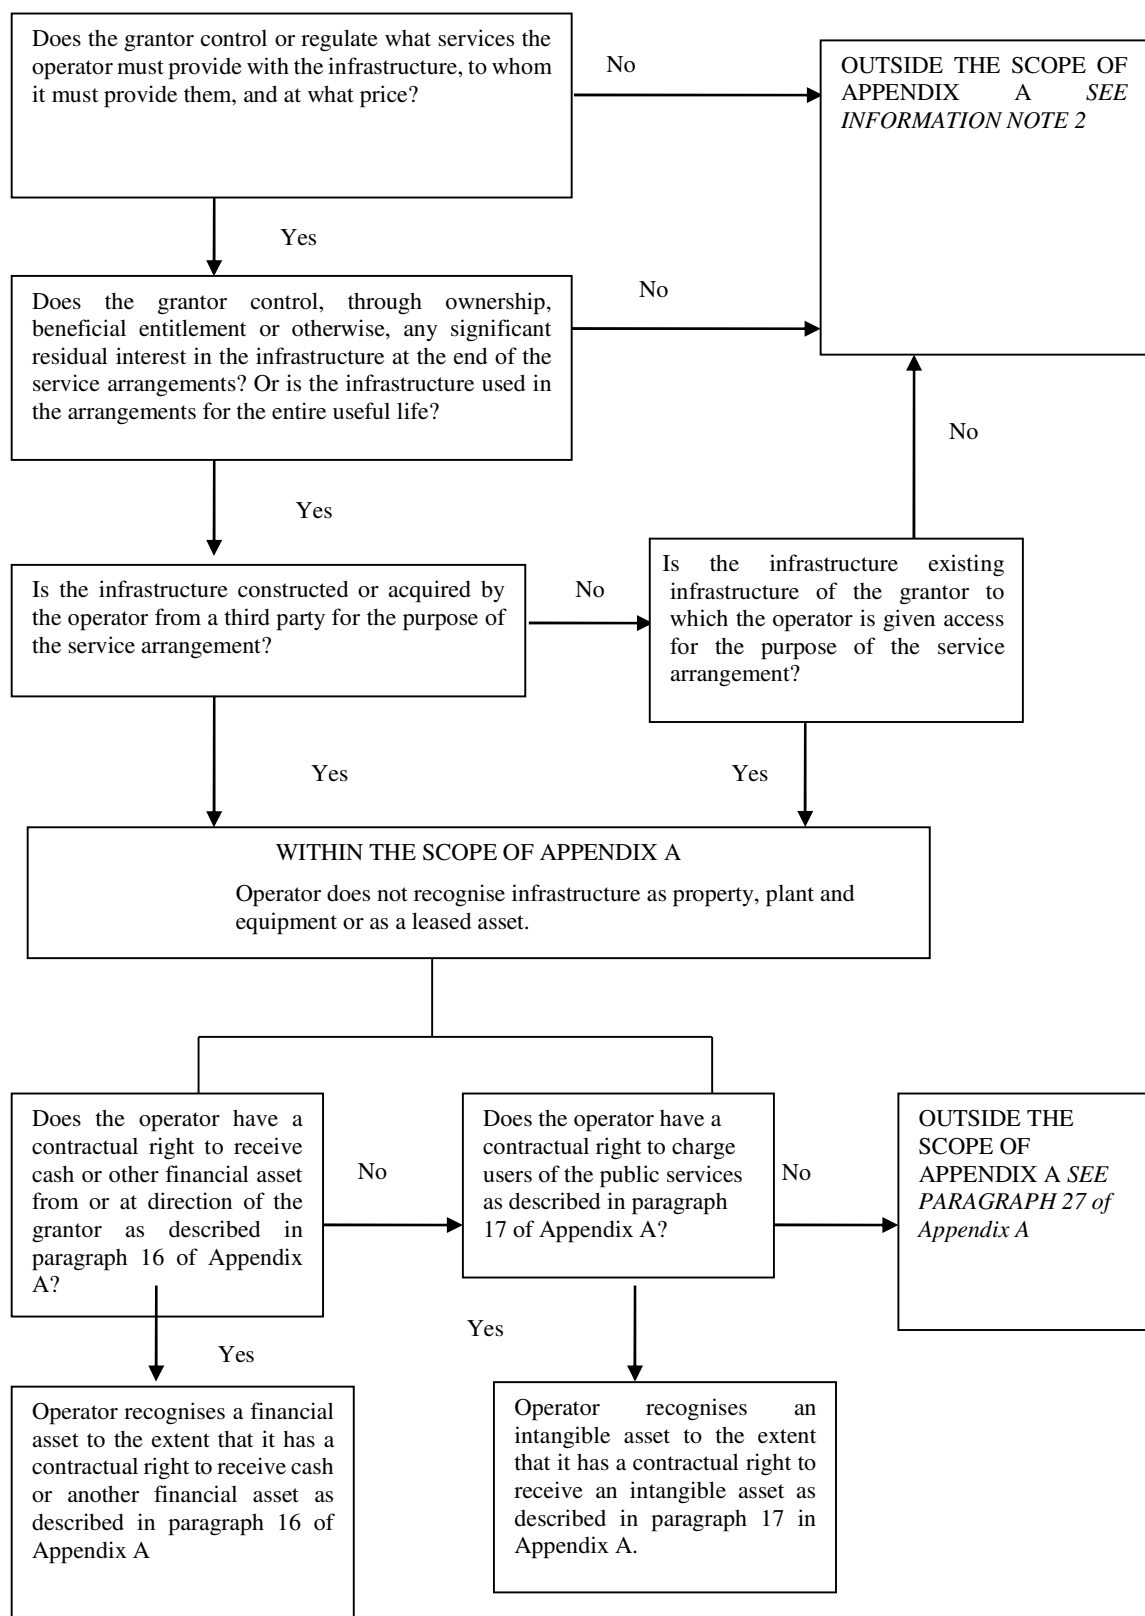 Does the grantor control or regulate what services the
operator must provide with the infrastructure, to whom
it must provide them, and at what price?
No
OUTSIDE THE SCOPE OF
APPENDIX A SEE
INFORMATION NOTE 2
Yes
Does the grantor control, through ownership,
beneficial entitlement or otherwise, any significant
residual interest in the infrastructure at the end of the
service arrangements? Or is the infrastructure used in
the arrangements for the entire useful life?
No
No
Yes
Is the infrastructure constructed or acquired by
the operator from a third party for the purpose of
the service arrangement?
No
Is the infrastructure existing
infrastructure of the grantor to
which the operator is given access
for the purpose of the service
arrangement?
Yes
Yes
WITHIN THE SCOPE OF APPENDIX A
Operator does not recognise infrastructure as property, plant and
equipment or as a leased asset.
Does the operator have a
contractual right to receive
cash or other financial asset
from or at direction of the
grantor as described in
paragraph 16 of Appendix
A?
No
Does the operator have a
contractual right to charge
users of the public services
as described in paragraph
17 of Appendix A?
No
OUTSIDE THE
SCOPE OF
APPENDIX A SEE
PARAGRAPH 27 of
Appendix A
Yes
Yes
Operator recognises a financial
asset to the extent that it has a
contractual right to receive cash
or another financial asset as
described in paragraph 16 of
Appendix A
Operator recognises an
intangible asset to the extent
that it has a contractual right to
receive an intangible asset as
described in paragraph 17 in
Appendix A.